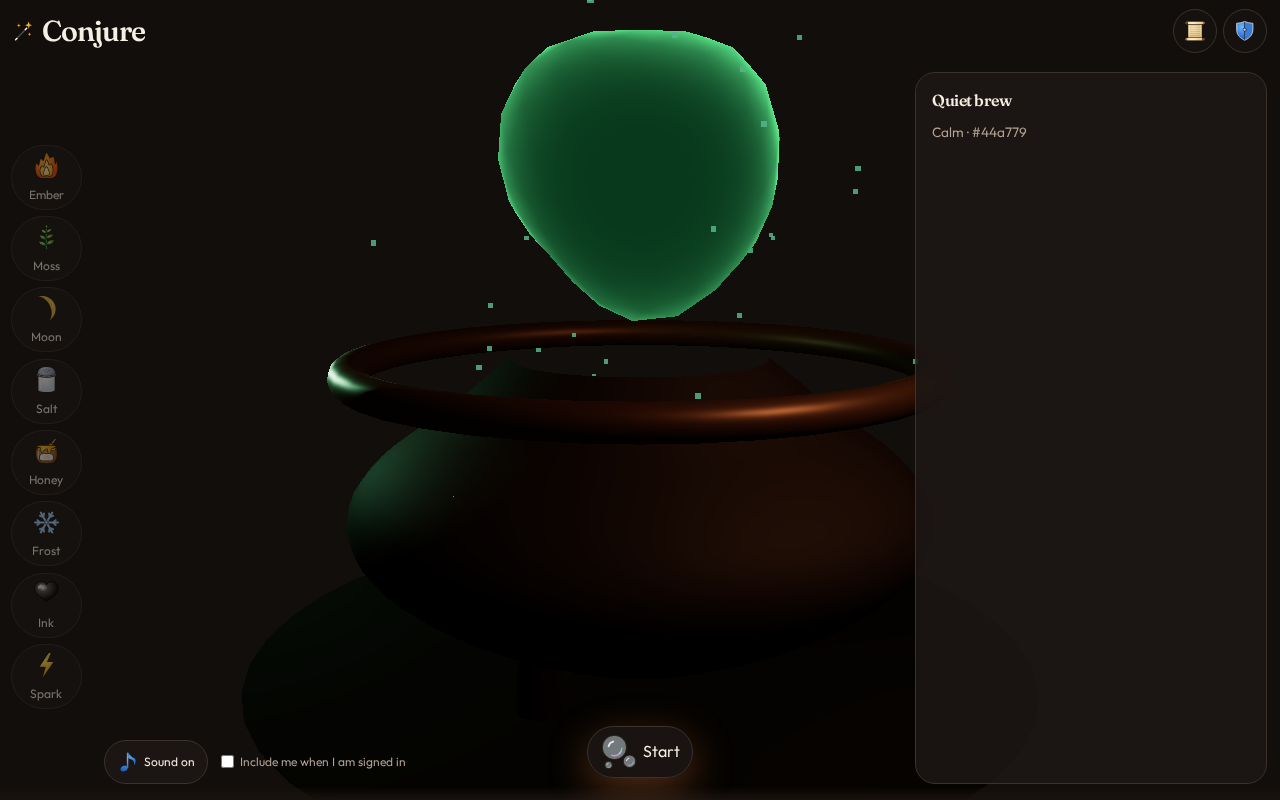 Conjure
Quiet brew
Calm · #44a779
Ember
Moss
Moon
Salt
Honey
Frost
Ink
Spark
Sound on
Include me when I am signed in
Start